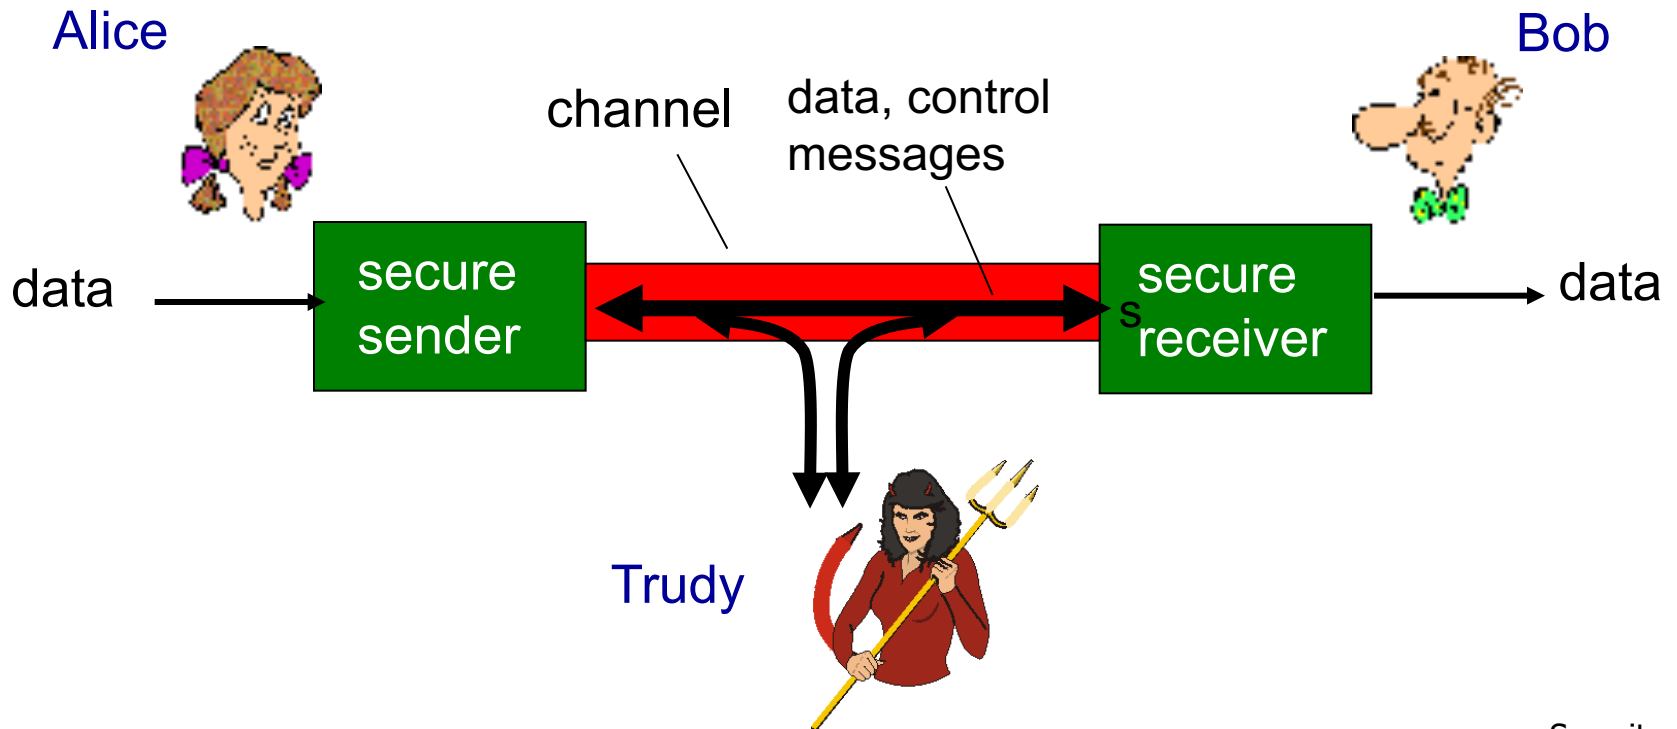 Alice
Bob
channel
data, control
messages
data
secure
sender
s
secure
receiver
data
Trudy